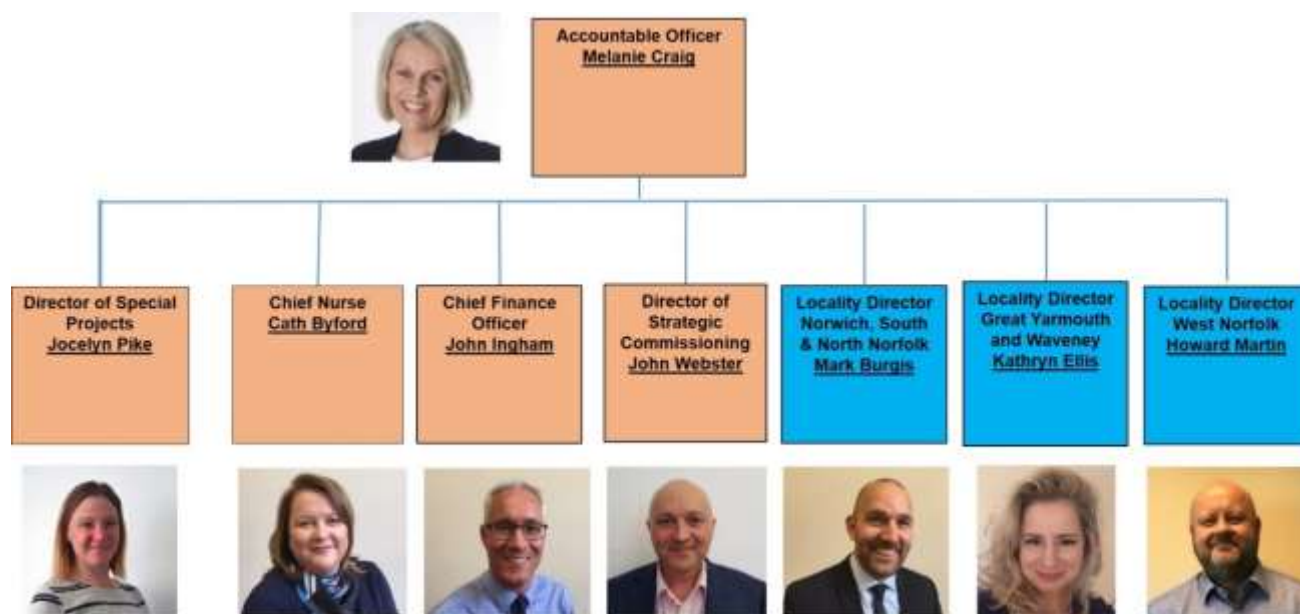 Accountable Officer
Melanie Craig
Director of Special
Projects
Jocelyn Pike
Chief Nurse
Cath Byford
Chief Finance
Officer
John Ingham
Director of
Strategic
Commissioning
John Webster
Locality Director
Norwich, South
& North Norfolk
Mark Burgis
Locality Director
Great Yarmouth
and Waveney
Kathryn Ellis
Locality Director
West Norfolk
Howard Martin